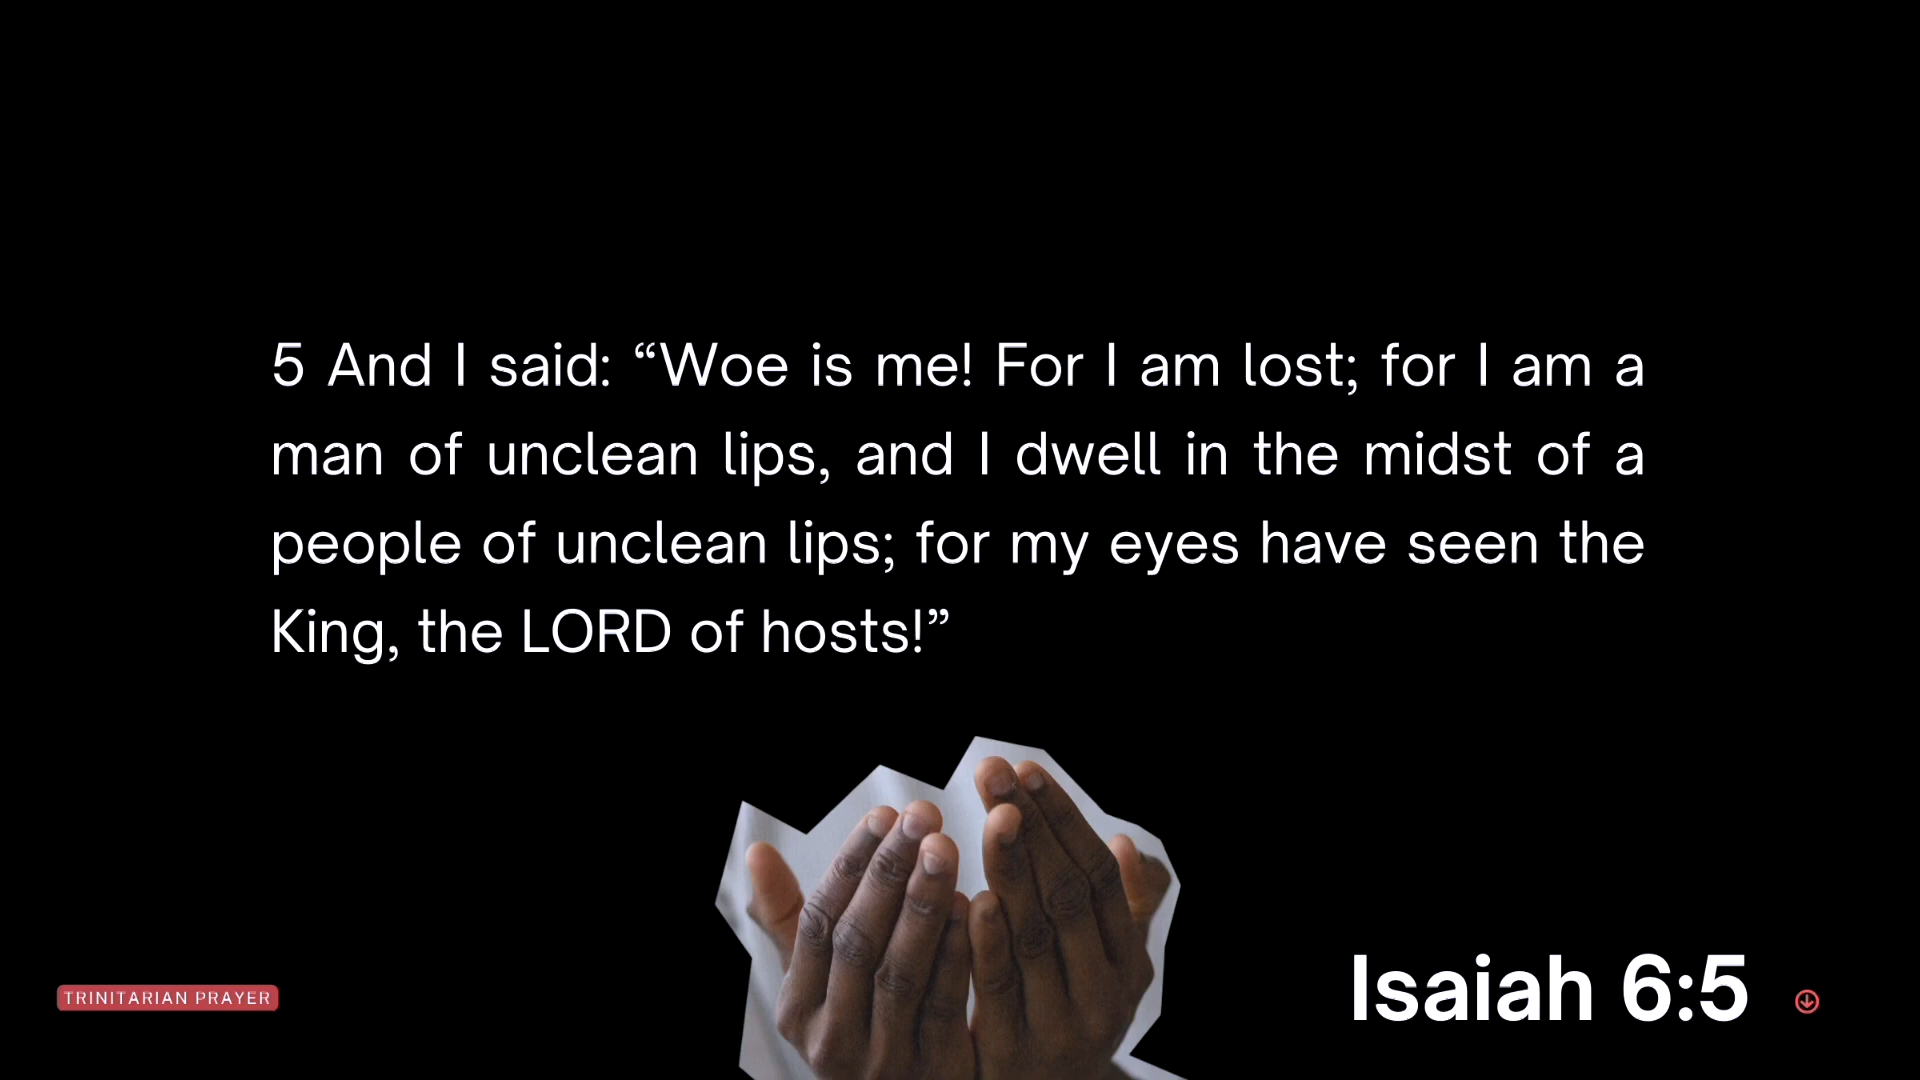 5 And I said: “Woe is me! For I am lost; for I am a
man of unclean lips, and I dwell in the midst of a
people of unclean lips; for my eyes have seen the
King, the LORD of hosts!”
TRINITARIAN PRAYER
Isaiah 6:5